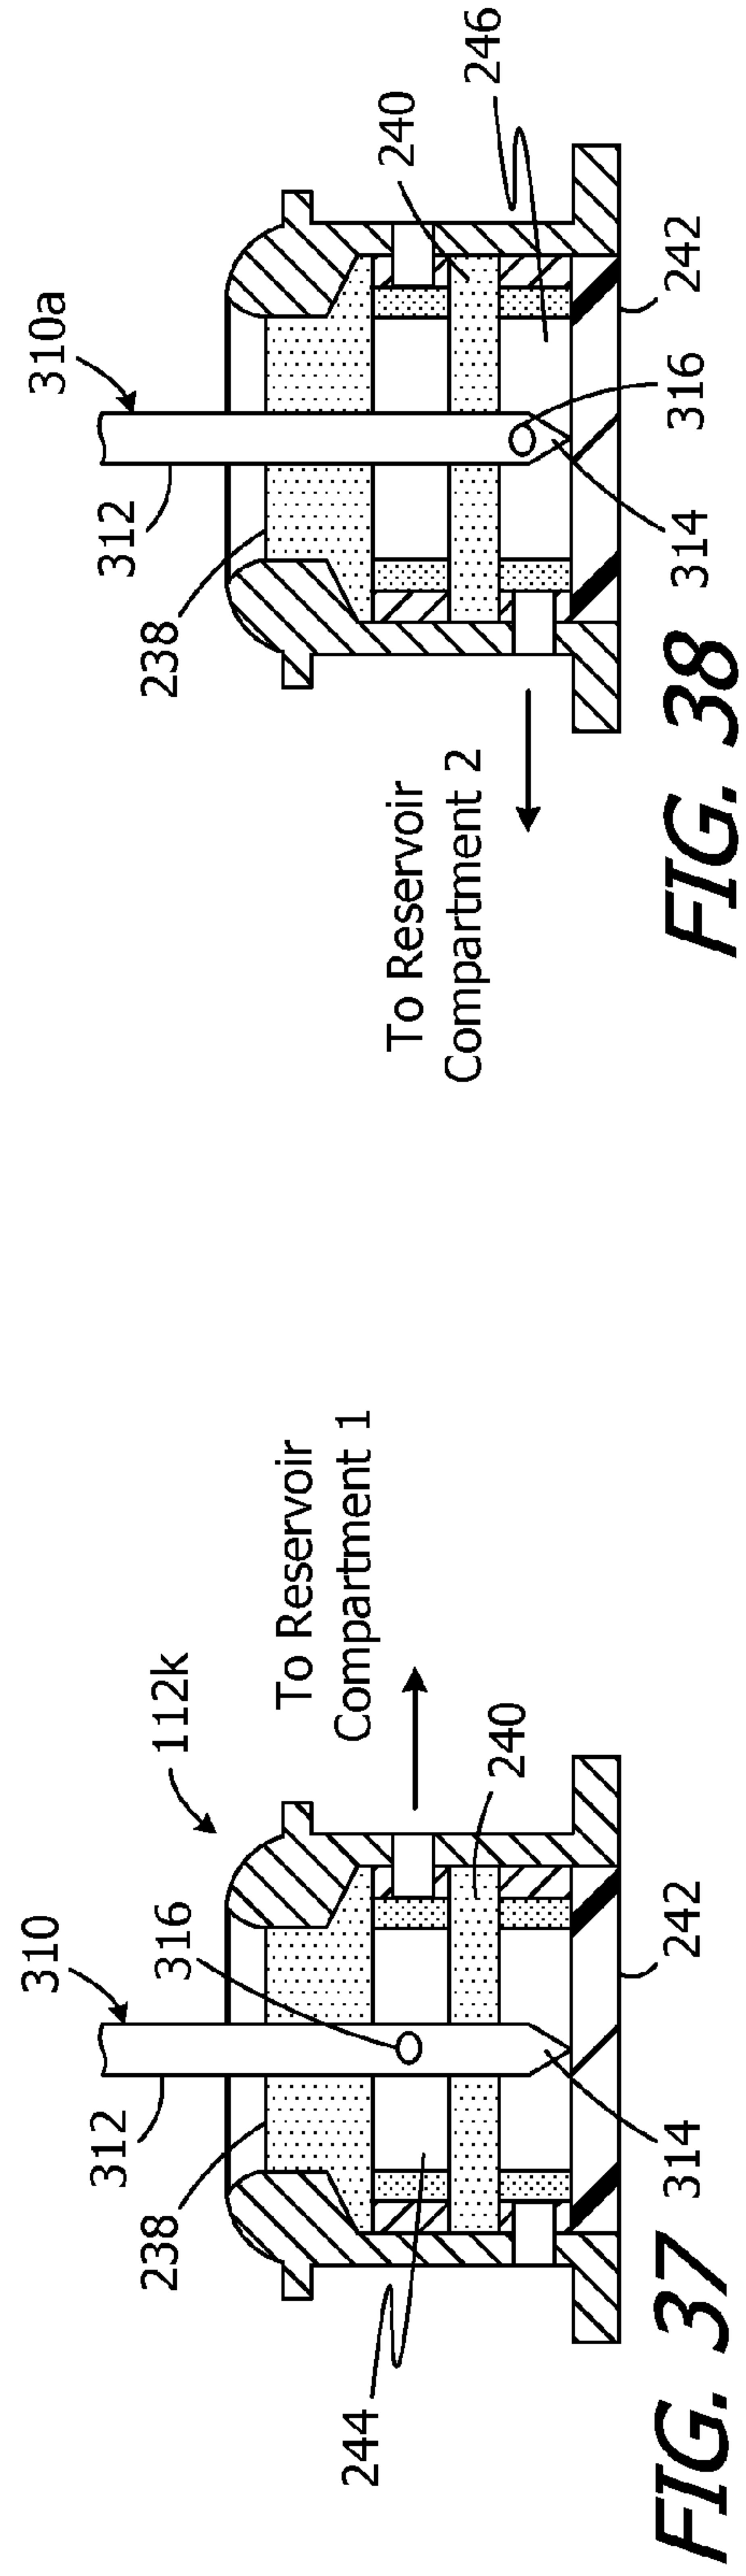 310
112k
316
312
238
To Reservoir
Compartment 1
244
240
242
314
FIG. 37
310a
240
246
312
238
To Reservoir
Compartment 2
316
242
314
FIG. 38